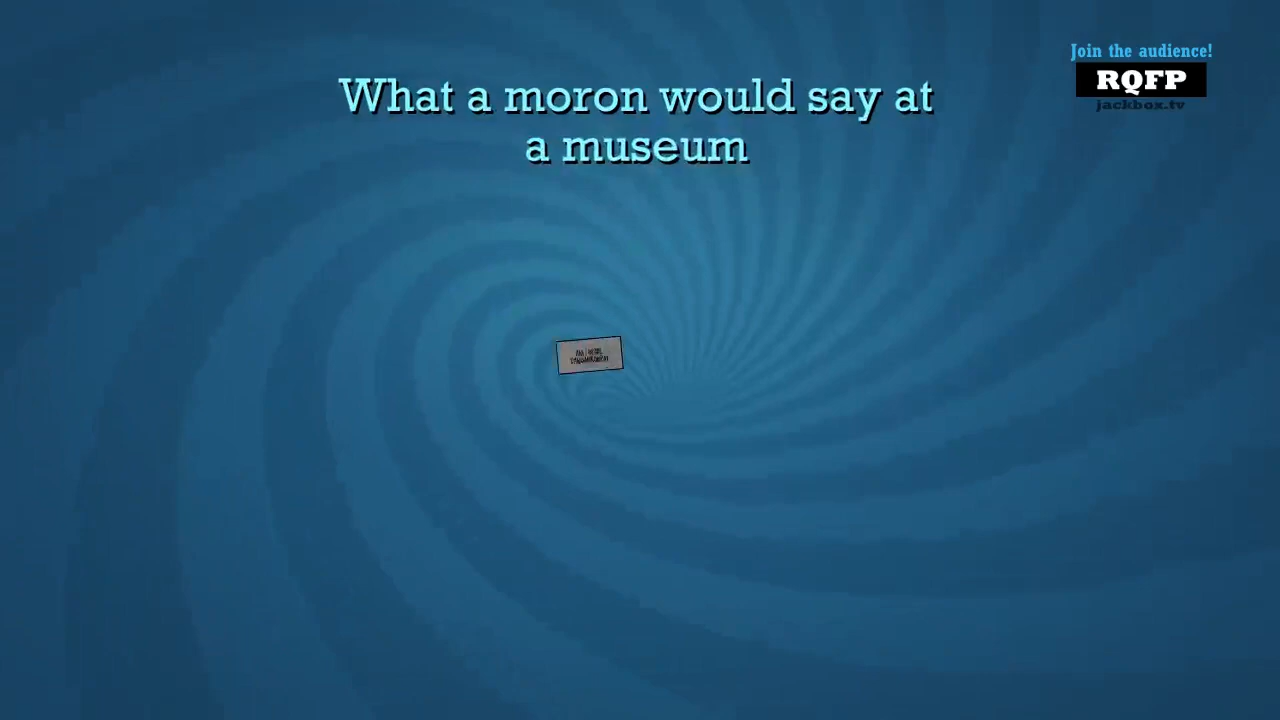 Join the audience!
RQFP
jackbox.tv
What a moron would say at
a museum